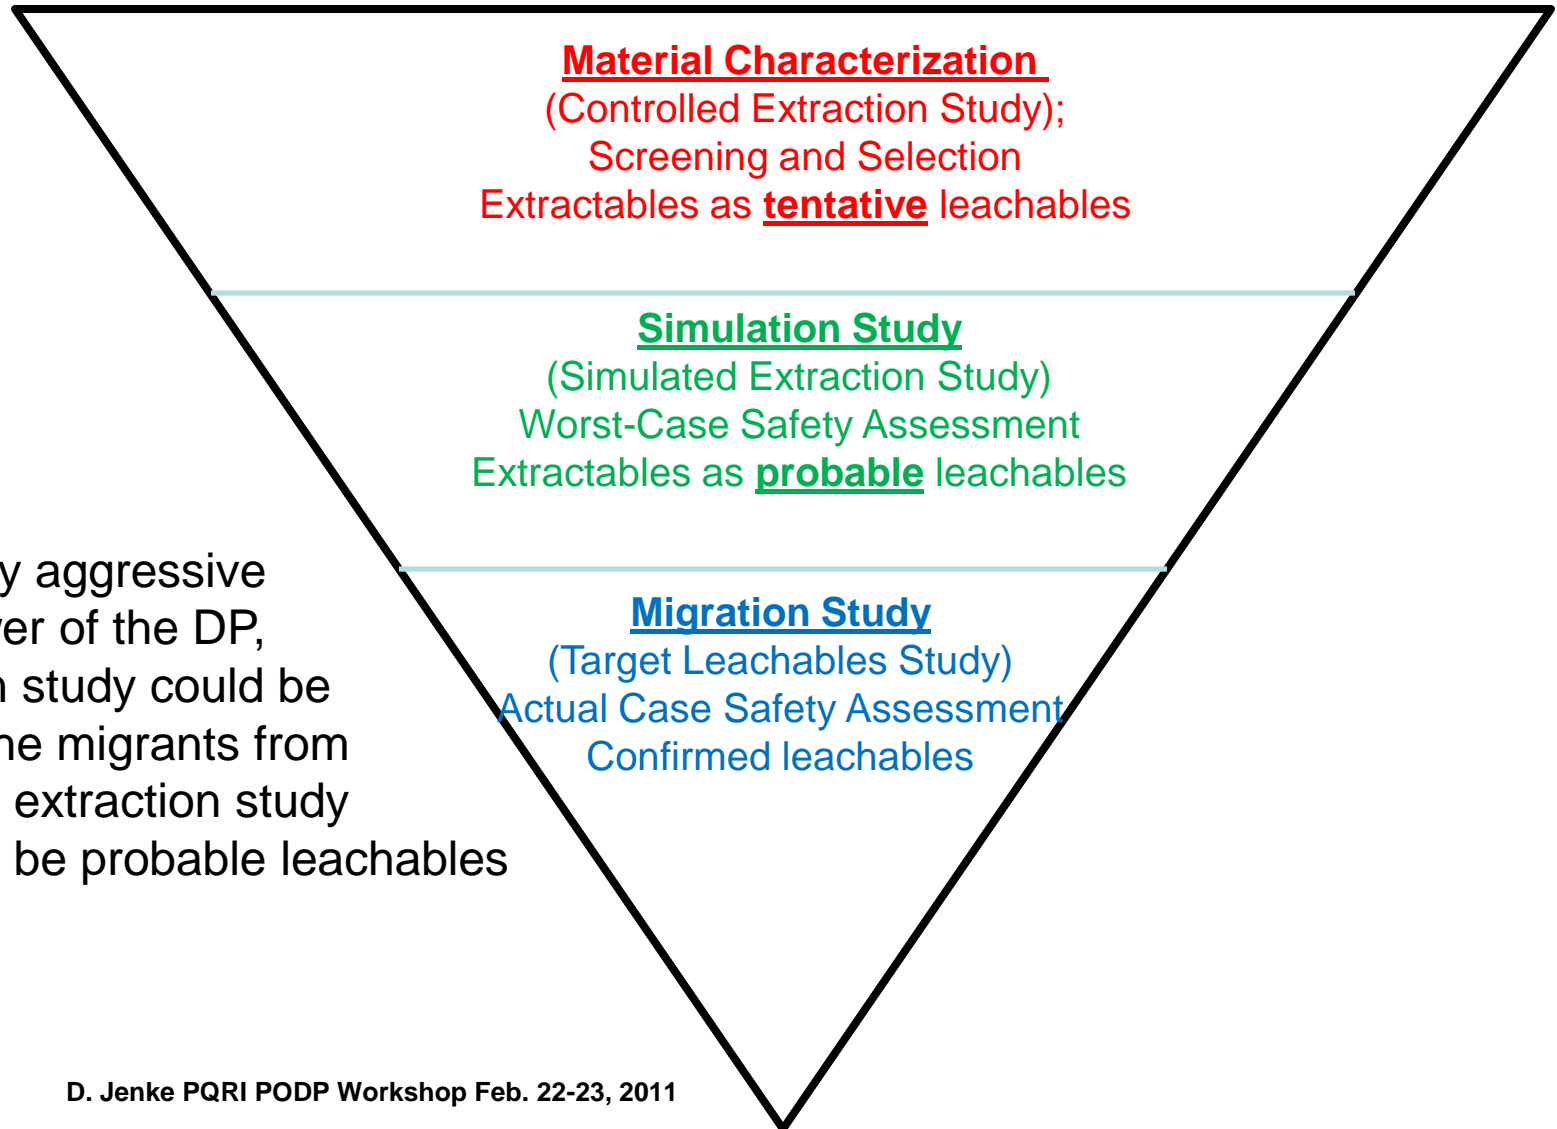 Material Characterization
(Controlled Extraction Study);
Screening and Selection
Extractables as tentative leachables
Simulation Study
(Simulated Extraction Study)
Worst-Case Safety Assessment
Extractables as probable leachables
Migration Study
(Target Leachables Study)
Actual Case Safety Assessment
Confirmed leachables
y aggressive
er of the DP,
study could be
migrants from
extraction study
be probable leachables
D. Jenke PQRI PODP Workshop Feb. 22-23, 2011